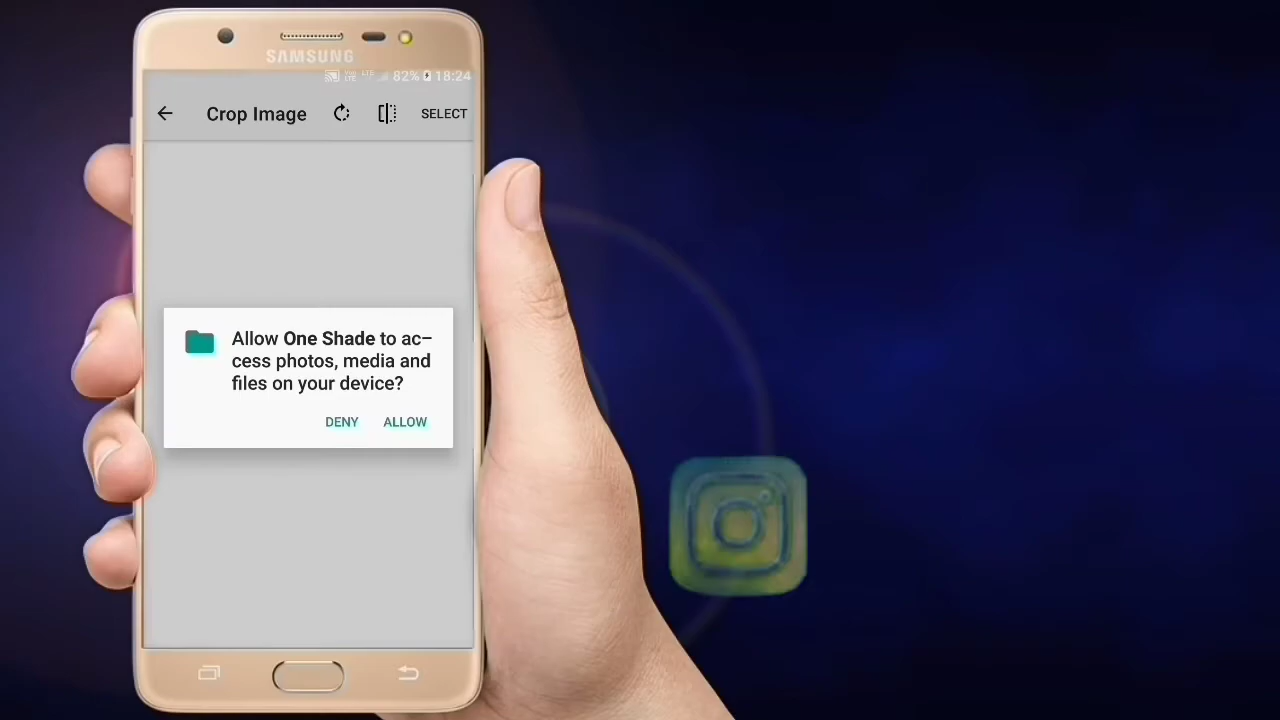 SAMSUNG
82% 18:24
Crop Image SELECT
Allow One Shade to ac–
cess photos, media and
files on your device?
DENY ALLOW